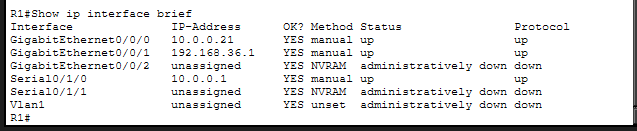 R1#Show ip interface brief
Interface IP-Address OK? Method Status Protocol
GigabitEthernet0/0/0 10.0.0.21 YES manual up up
GigabitEthernet0/0/1 192.168.36.1 YES manual up up
GigabitEthernet0/0/2 unassigned YES NVRAM administratively down down
Serial0/1/0 10.0.0.1 YES manual up up
Serial0/1/1 unassigned YES NVRAM administratively down down
Vlan1 unassigned YES unset administratively down down
R1#